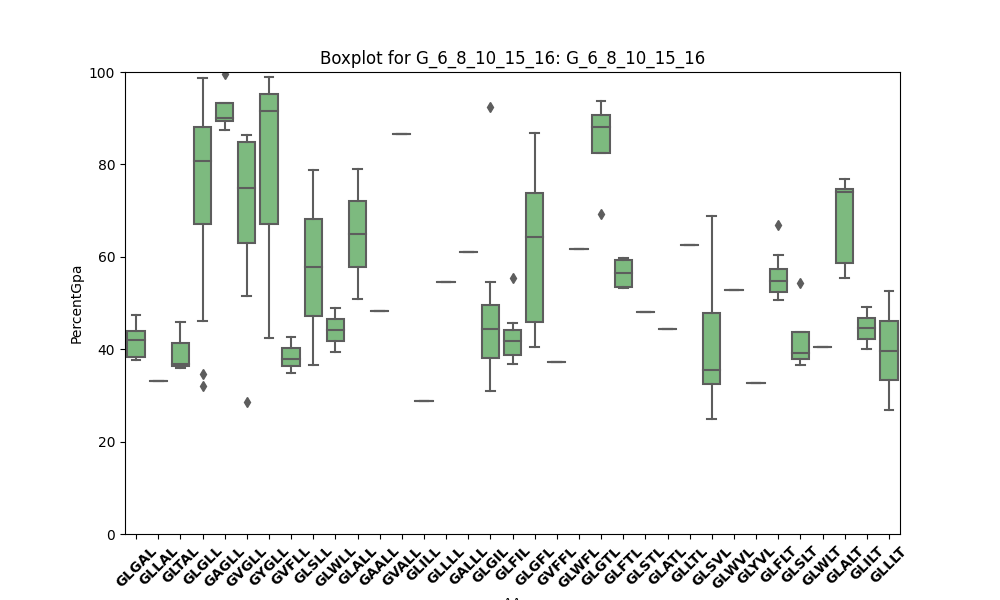 Boxplot for G_6_8_10_15_16: G_6_8_10_15_16
100
80
60
40
20
0
PercentGpa
GLGAL
GLLAL
GLTAL
GLGLL
GAGLL
GVGLL
GYGLL
GVFLL
GLSLL
GLWLL
GLALL
GAALL
GVALL
GLILL
GLLLL
GALLL
GLGIL
GLFIL
GLGFL
GVFFL
GLWFL
GLGTL
GLFTL
GLSTL
GLATL
GLLTL
GLSVL
GLWVL
GLYVL
GLFLT
GLSLT
GLWLT
GLALT
GLILT
GLLLT